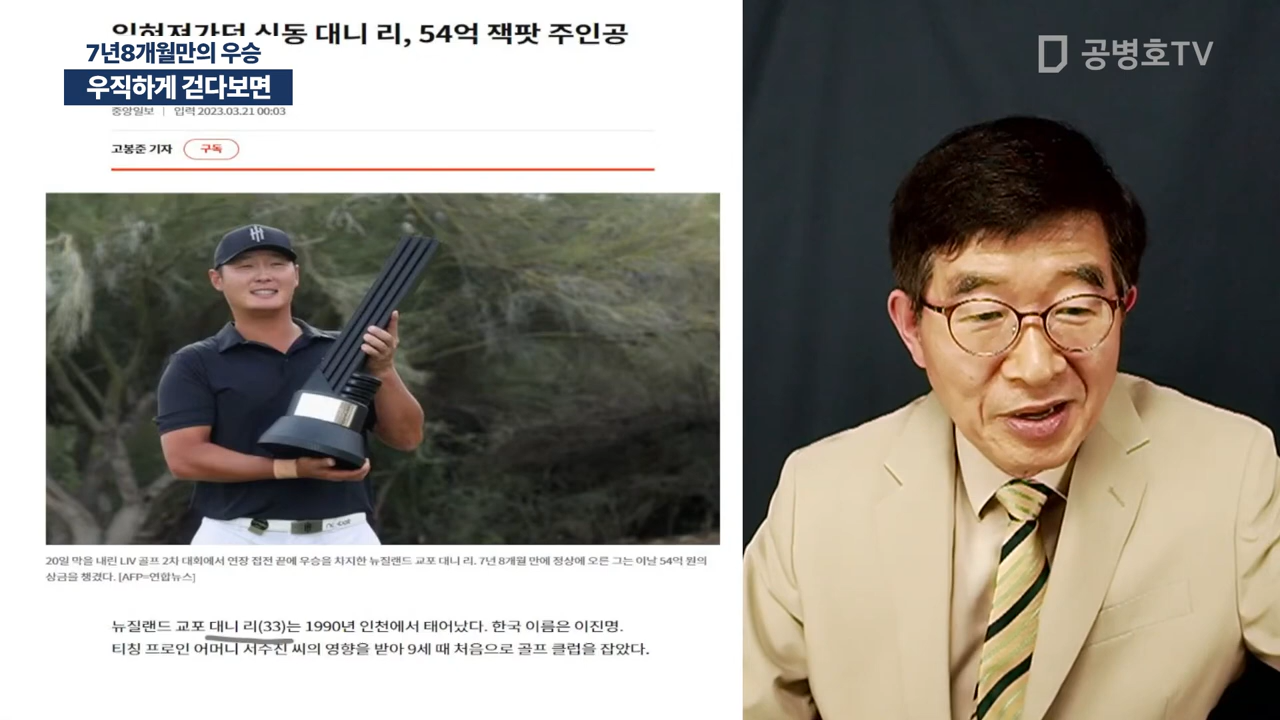 잊혀져가던 신동 대니 리, 54억 잭팟 주인공
7년8개월만의 우승
우직하게 걷다보면
중앙일보 | 입력 2023.03.21 00:03
고봉준 기자 구독
공병호TV
20일 막을 내린 LIV 골프 2차 대회에서 연장 접전 끝에 우승을 차지한 뉴질랜드 교포 대니 리. 7년 8개월 만에 정상에 오른 그는 이날 54억 원의
상금을 챙겼다. [AFP=연합뉴스]
뉴질랜드 교포 대니 리(33)는 1990년 인천에서 태어났다. 한국 이름은 이진명.
티칭 프로인 어머니 서수진 씨의 영향을 받아 9세 때 처음으로 골프 클럽을 잡았다.